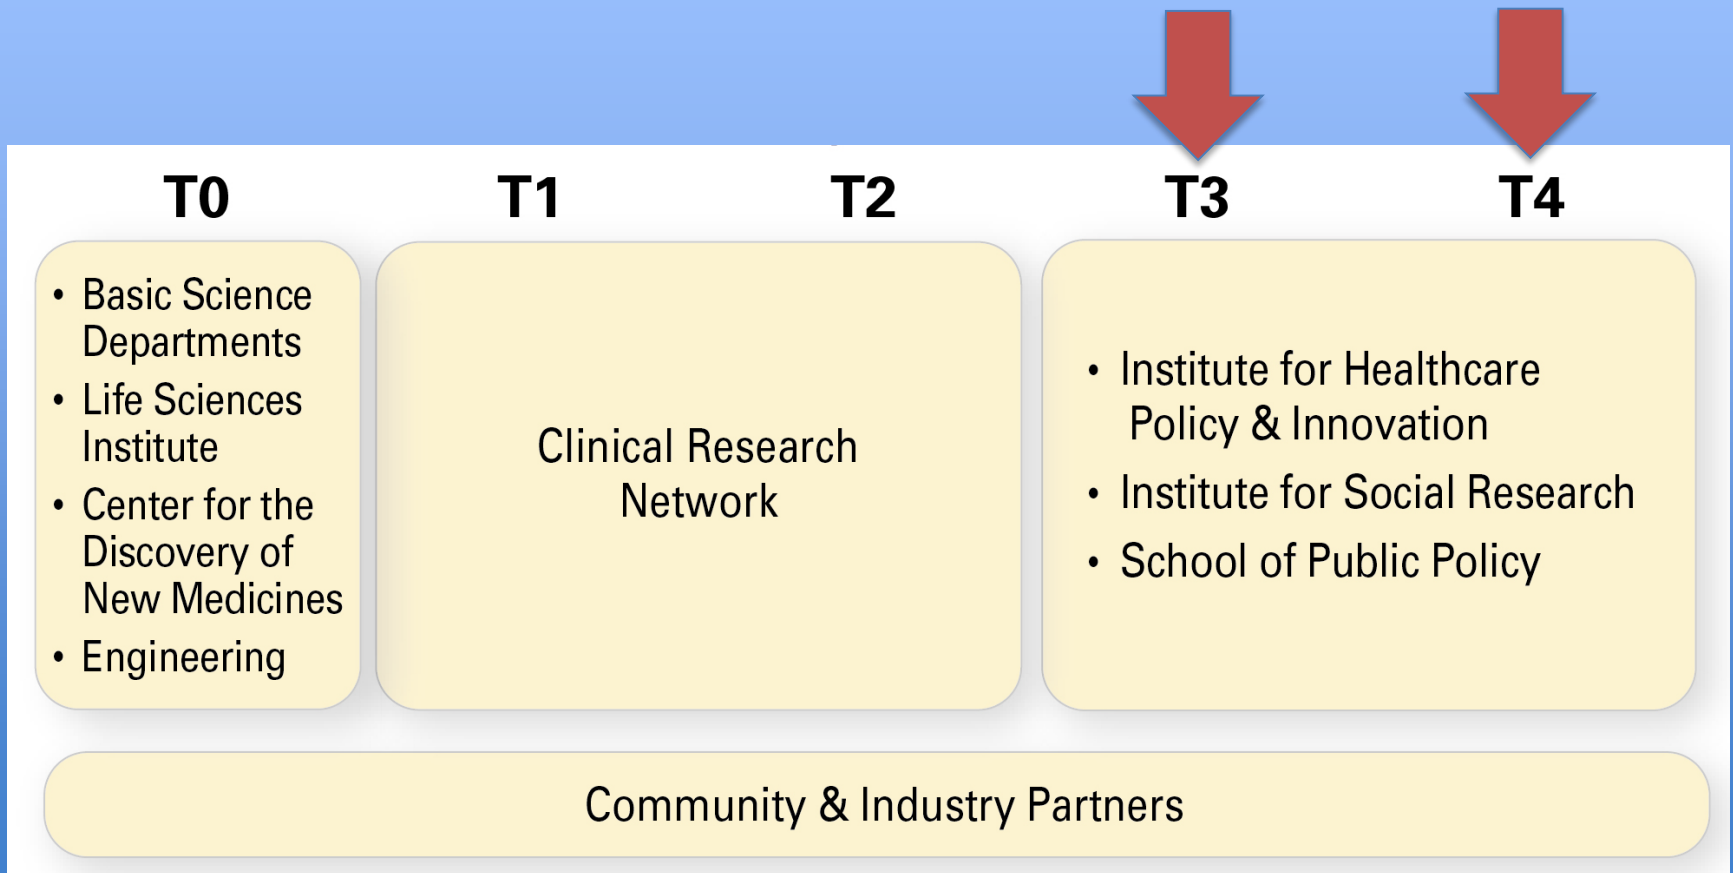 T0 T1 T2 T3 T4
• Basic Science
Departments
• Life Sciences
Institute
• Center for the
Discovery of
New Medicines
• Engineering
Clinical Research
Network
• Institute for Healthcare
Policy & Innovation
• Institute for Social Research
• School of Public Policy
Community & Industry Partners